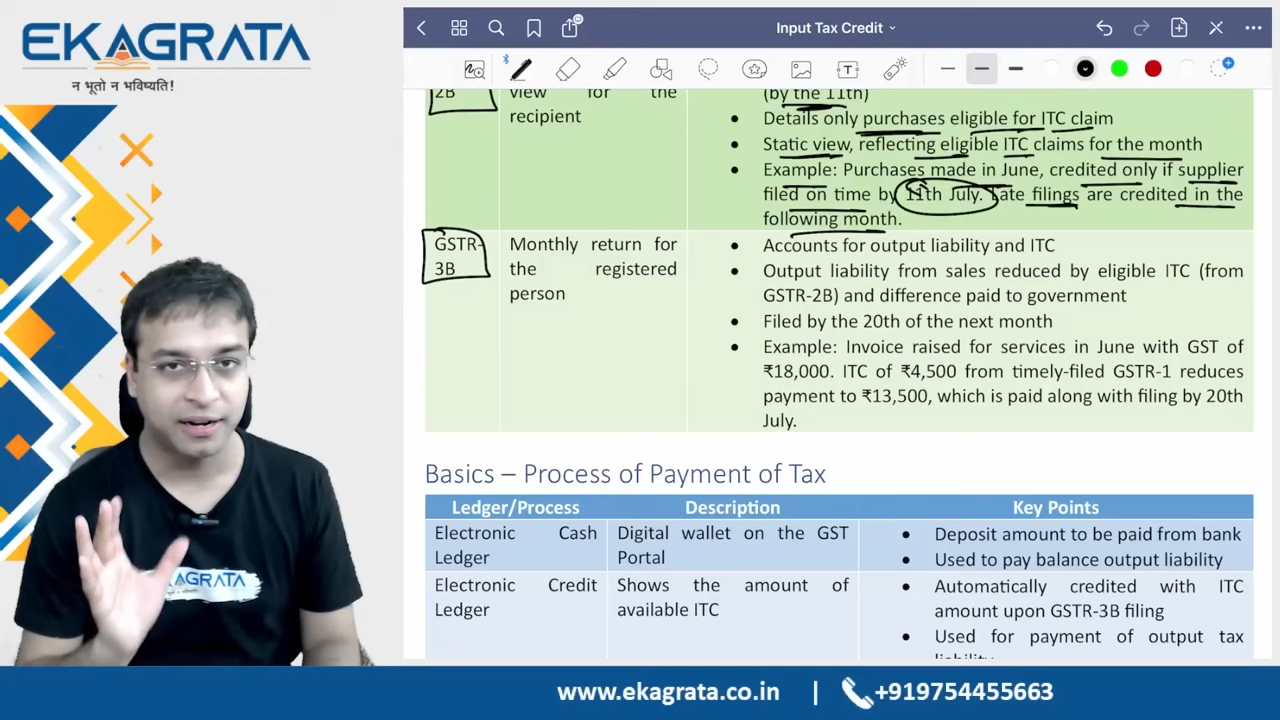 EKAGRATA
न भूतो न भविष्यति!
Input Tax Credit
T
2B
view for the
recipient
(by the 11th)
Details only purchases eligible for ITC claim
Static view, reflecting eligible ITC claims for the month
Example: Purchases made in June, credited only if supplier
filed on time by 11th July. Late filings are credited in the
following month.
GSTR-
3B
Monthly return for
the registered
person
Accounts for output liability and ITC
Output liability from sales reduced by eligible ITC (from
GSTR-2B) and difference paid to government
Filed by the 20th of the next month
Example: Invoice raised for services in June with GST of
₹18,000. ITC of ₹4,500 from timely-filed GSTR-1 reduces
payment to ₹13,500, which is paid along with filing by 20th
July.
Basics – Process of Payment of Tax
Ledger/Process
Description
Key Points
Electronic Cash
Ledger
Digital wallet on the GST
Portal
Deposit amount to be paid from bank
Used to pay balance output liability
Electronic Credit
Ledger
Shows the amount of
available ITC
Automatically credited with ITC
amount upon GSTR-3B filing
Used for payment of output tax
EKAGRATA
www.ekagrata.co.in | +919754455663